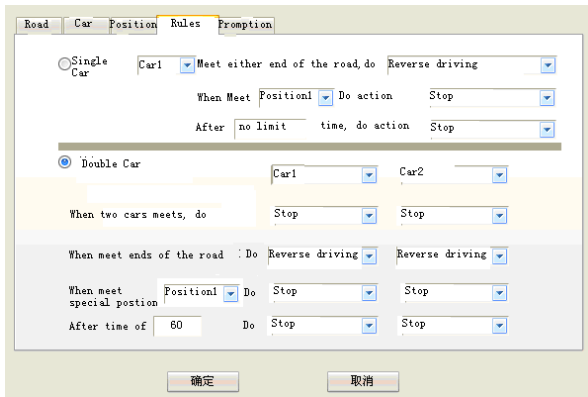 Road Car Position Rules Promption
Single Car Car1 Meet either end of the road, do Reverse driving
When Meet Position1 Do action Stop
After no limit time, do action Stop
Double Car
Car1 Car2
When two cars meets, do Stop Stop
When meet ends of the road Do Reverse driving Reverse driving
When meet special postion Position1 Do Stop Stop
After time of 60 Do Stop Stop
确定 取消